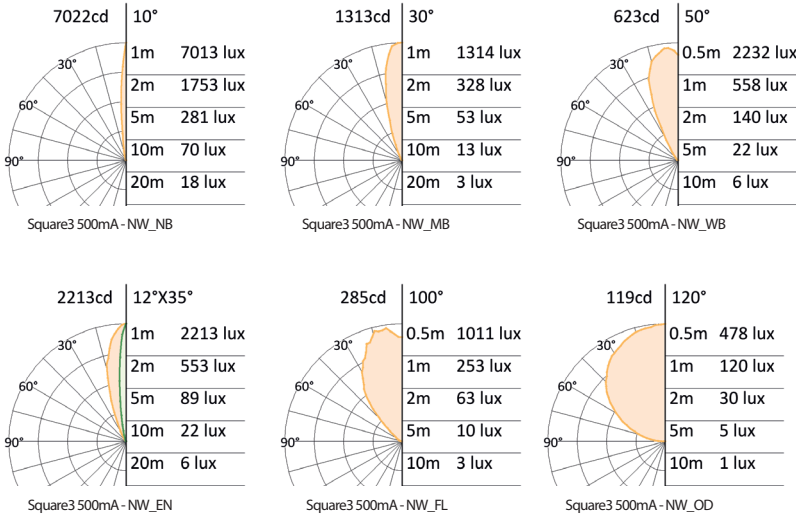 7022cd 10°
1m 7013 lux
30°
2m 1753 lux
60°
5m 281 lux
90°
10m 70 lux
20m 18 lux
Square3 500mA - NW_NB
1313cd 30°
1m 1314 lux
30°
2m 328 lux
60°
5m 53 lux
90°
10m 13 lux
20m 3 lux
Square3 500mA - NW_MB
623cd 50°
0.5m 2232 lux
30°
1m 558 lux
60°
2m 140 lux
90°
5m 22 lux
10m 6 lux
Square3 500mA - NW_WB
2213cd 12°X35°
1m 2213 lux
30°
2m 553 lux
60°
5m 89 lux
90°
10m 22 lux
20m 6 lux
Square3 500mA - NW_EN
285cd 100°
0.5m 1011 lux
30°
1m 253 lux
60°
2m 63 lux
90°
5m 10 lux
10m 3 lux
Square3 500mA - NW_FL
119cd 120°
0.5m 478 lux
30°
1m 120 lux
60°
2m 30 lux
90°
5m 5 lux
10m 1 lux
Square3 500mA - NW_OD